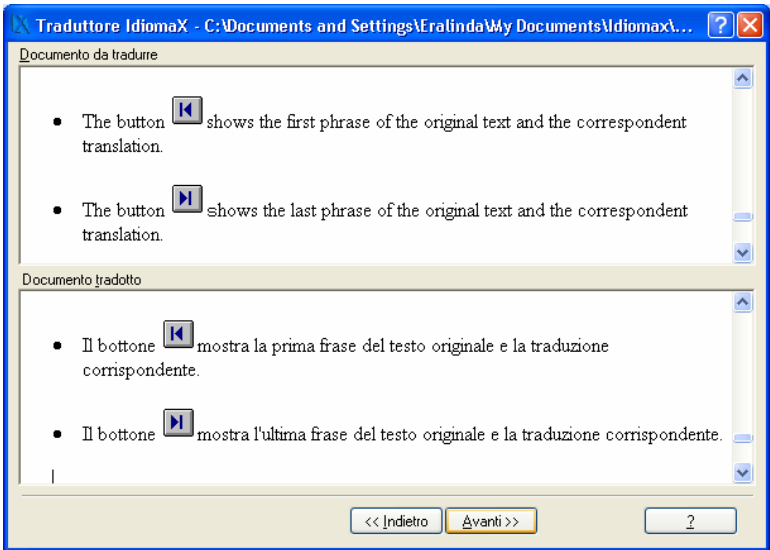 Traduttore IdiomaX - C:\Documents and Settings\Eralinda\My Documents\Idiomax\...
Documento da tradurre
• The button shows the first phrase of the original text and the correspondent
translation.
• The button shows the last phrase of the original text and the correspondent
translation.
Documento tradotto
• Il bottone mostra la prima frase del testo originale e la traduzione
corrispondente.
• Il bottone mostra l'ultima frase del testo originale e la traduzione corrispondente.
<< Indietro Avanti >> ?